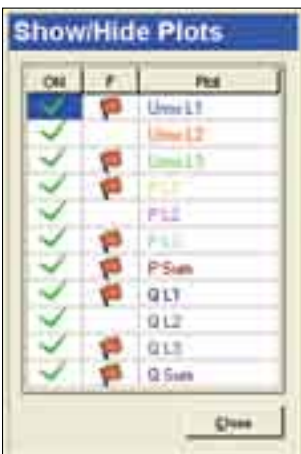 Show/Hide Plots
ON F Plot
Urms L1
Urms L2
Urms L3
P L1
P L2
P L3
P Sum
Q L1
Q L2
Q L3
Q Sum
Close